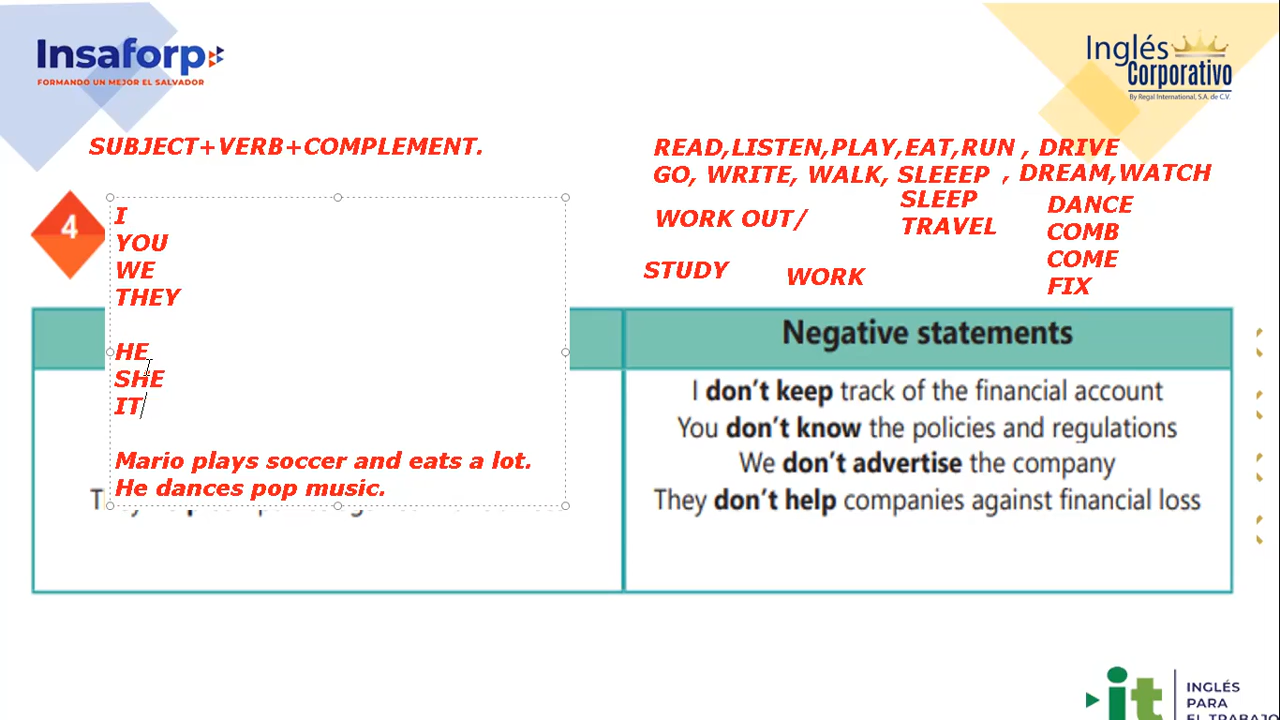 Insaforp
FORMANDO UN MEJOR EL SALVADOR
Inglés
Corporativo
By Regal International, S.A. de C.V.
SUBJECT+VERB+COMPLEMENT.
READ,LISTEN,PLAY,EAT,RUN , DRIVE
GO, WRITE, WALK, SLEEEP , DREAM,WATCH
SLEEP
TRAVEL
WORK OUT/
DANCE
COMB
COME
FIX
STUDY
WORK
4
I
YOU
WE
THEY
HE
SHE
IT
Mario plays soccer and eats a lot.
He dances pop music.
Negative statements
I don't keep track of the financial account
You don't know the policies and regulations
We don't advertise the company
They don't help companies against financial loss
it
INGLÉS
PARA
EL TRABAJO